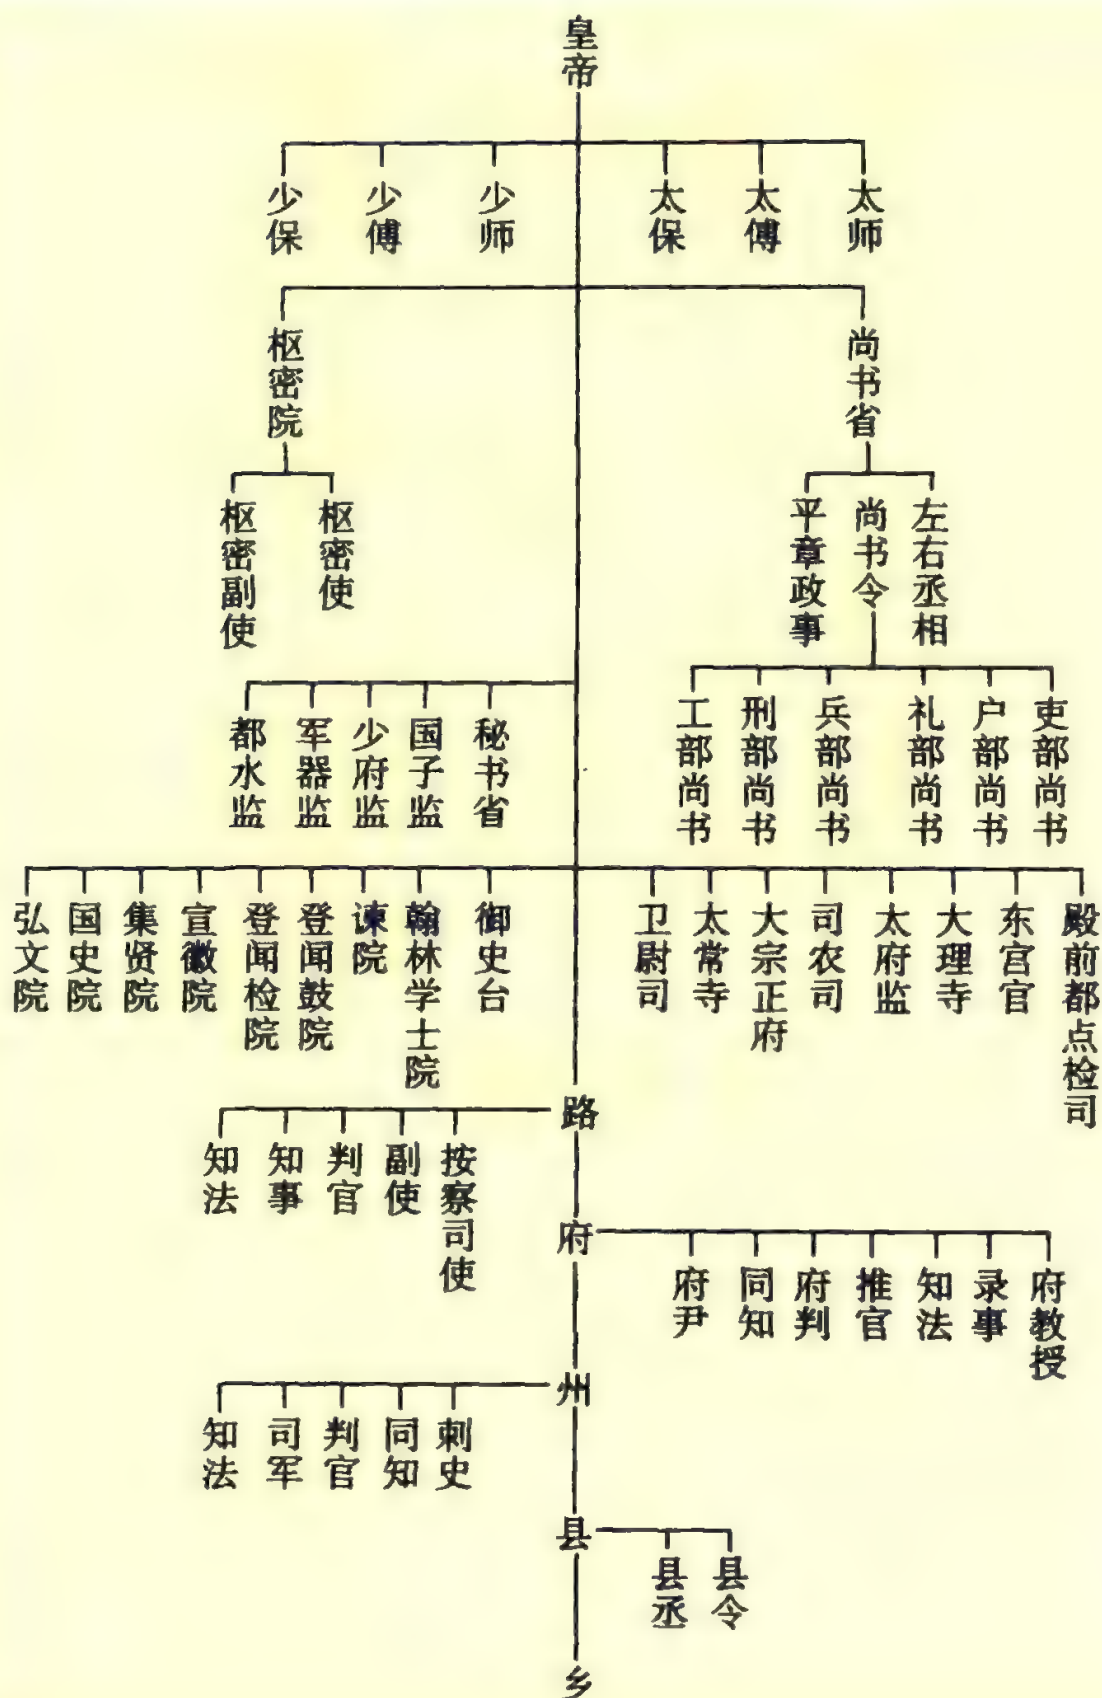 皇帝
太师
太傅
太保
少师
少傅
少保
尚书省
枢密院
左右丞相
尚书令
平章政事
枢密使
枢密副使
吏部尚书
户部尚书
礼部尚书
兵部尚书
刑部尚书
工部尚书
秘书省
国子监
少府监
军器监
都水监
殿前都点检司
东宫官
大理寺
太府监
司农司
大宗正府
太常寺
卫尉司
御史台
翰林学士院
谏院
登闻鼓院
登闻检院
宣徽院
集贤院
国史院
弘文院
路
按察司使
副使
判官
知事
知法
府
府教授
录事
知法
推官
府判
同知
府尹
州
刺史
同知
判官
司军
知法
县
县令
县丞
乡